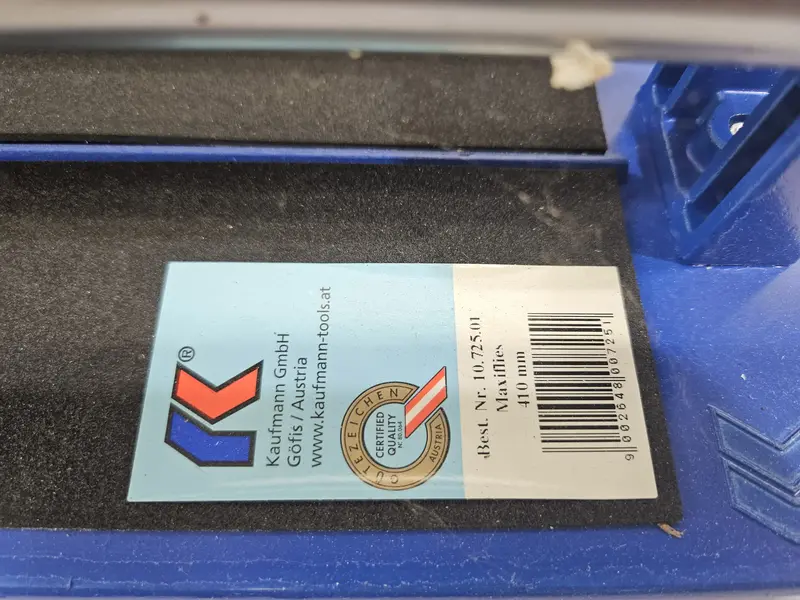 ®
Kaufmann GmbH
Göfis / Austria
www.kaufmann-tools.at
GÜTEZEICHEN
CERTIFIED
QUALITY
AUSTRIA
Best. Nr. 10.725.01
Maxiflies
410 mm
9 002648 007251